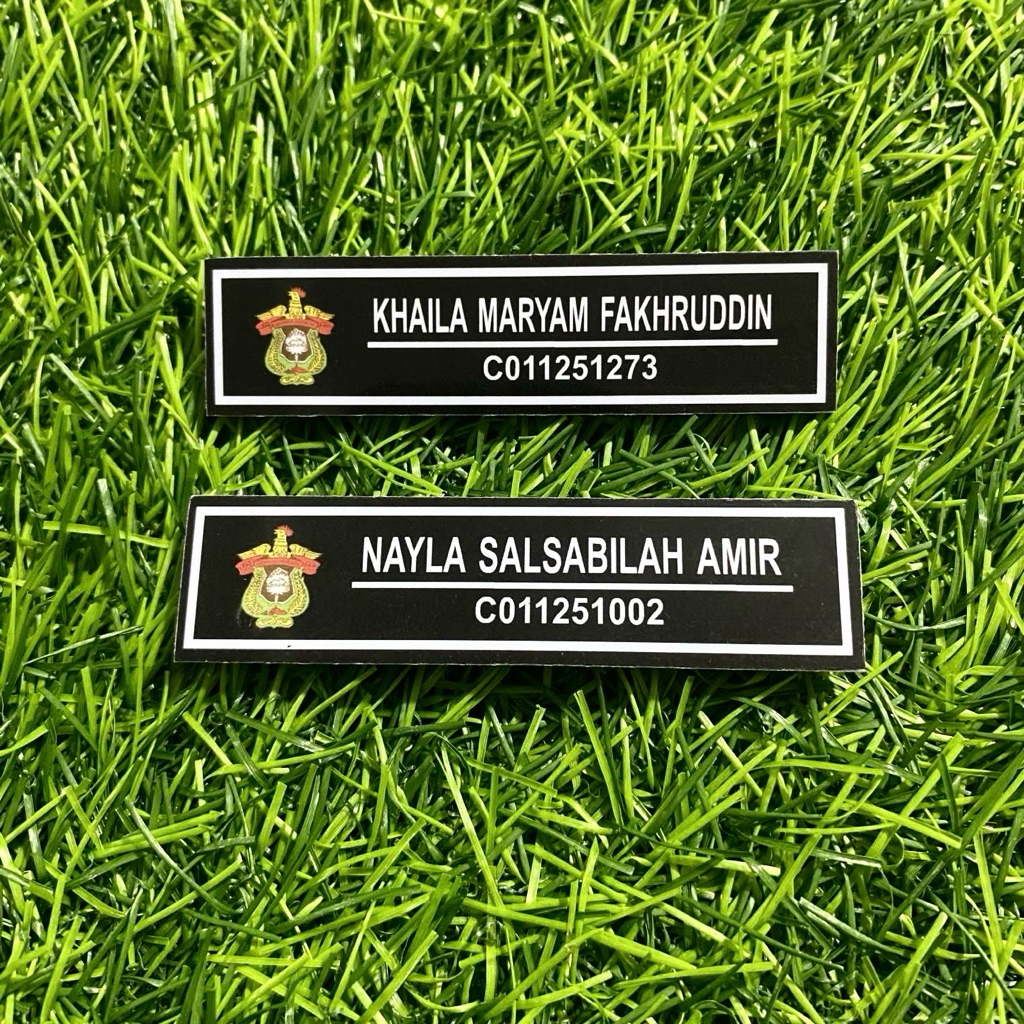 KHAILA MARYAM FAKHRUDDIN
C011251273
NAYLA SALSABILAH AMIR
C011251002